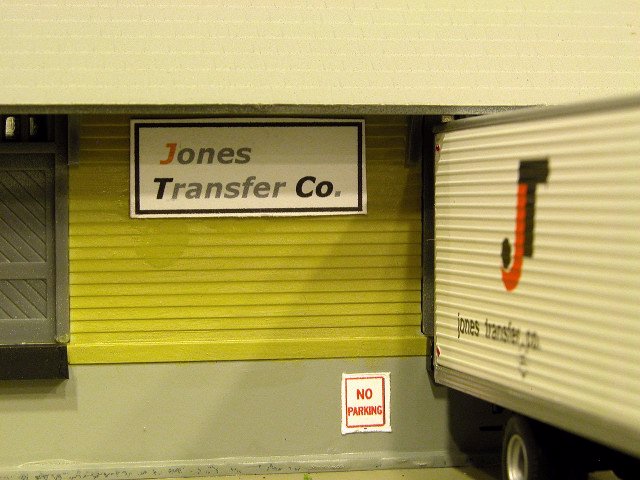 Jones
Transfer Co.
J
jones transfer co.
NO
PARKING